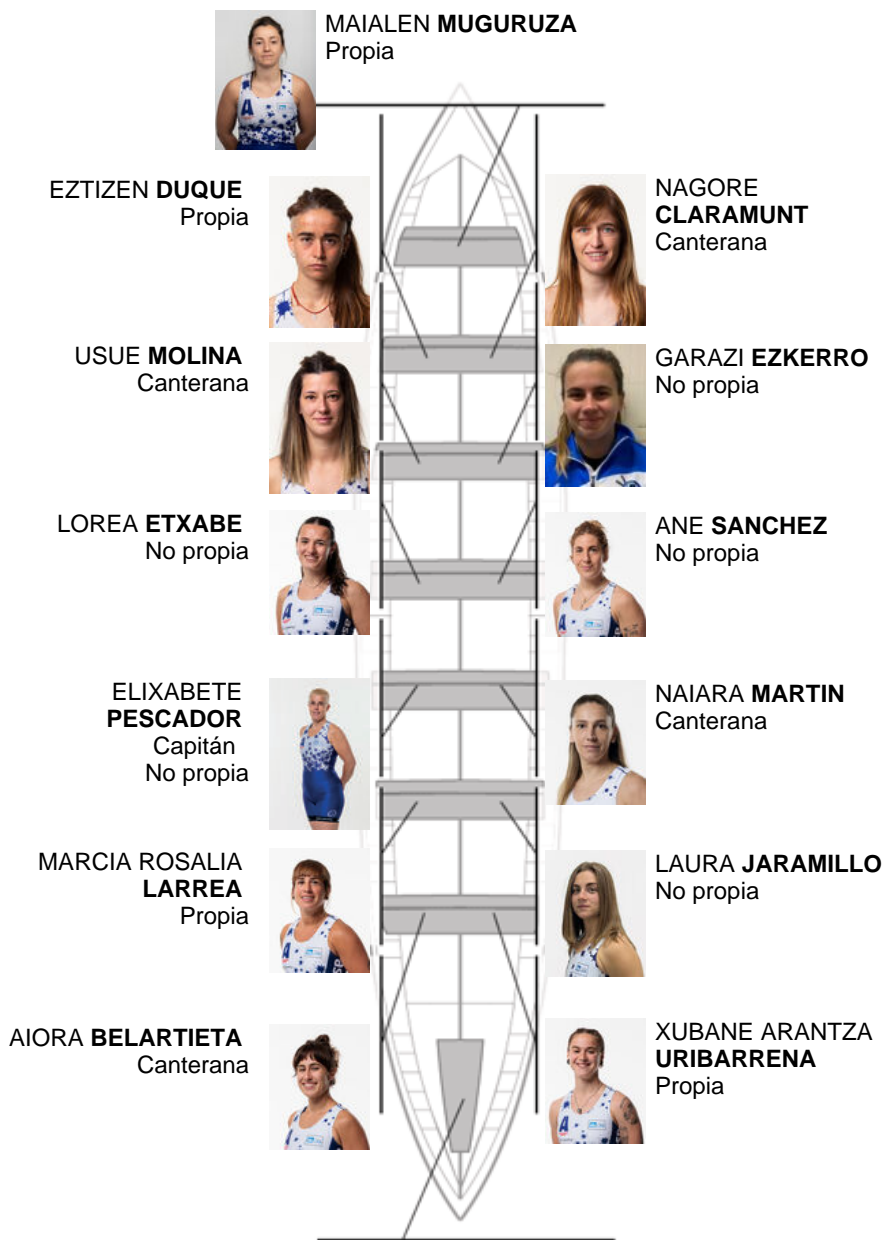 MAIALEN MUGURUZA
Propia
EZTIZEN DUQUE
Propia
NAGORE
CLARAMUNT
Canterana
USUE MOLINA
Canterana
GARAZI EZKERRO
No propia
LOREA ETXABE
No propia
ANE SANCHEZ
No propia
ELIXABETE
PESCADOR
Capitán
No propia
NAIARA MARTIN
Canterana
MARCIA ROSALIA
LARREA
Propia
LAURA JARAMILLO
No propia
AIORA BELARTIETA
Canterana
XUBANE ARANTZA
URIBARRENA
Propia